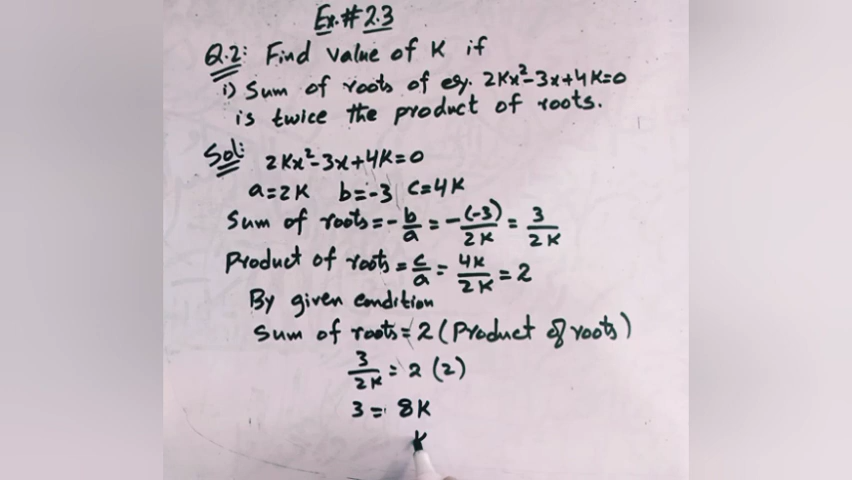 Ex.#2.3
Q.2: Find value of K if
i) Sum of roots of eq. 2Kx²-3x+4K=0
is twice the product of roots.
Sol: 2Kx²-3x+4K=0
a=2K b=-3 c=4K
Sum of roots=-b/a=-(-3)/2K=3/2K
Product of roots=c/a=4K/2K=2
By given condition
Sum of roots=2(Product of roots)
3/2K=2(2)
3=8K
K